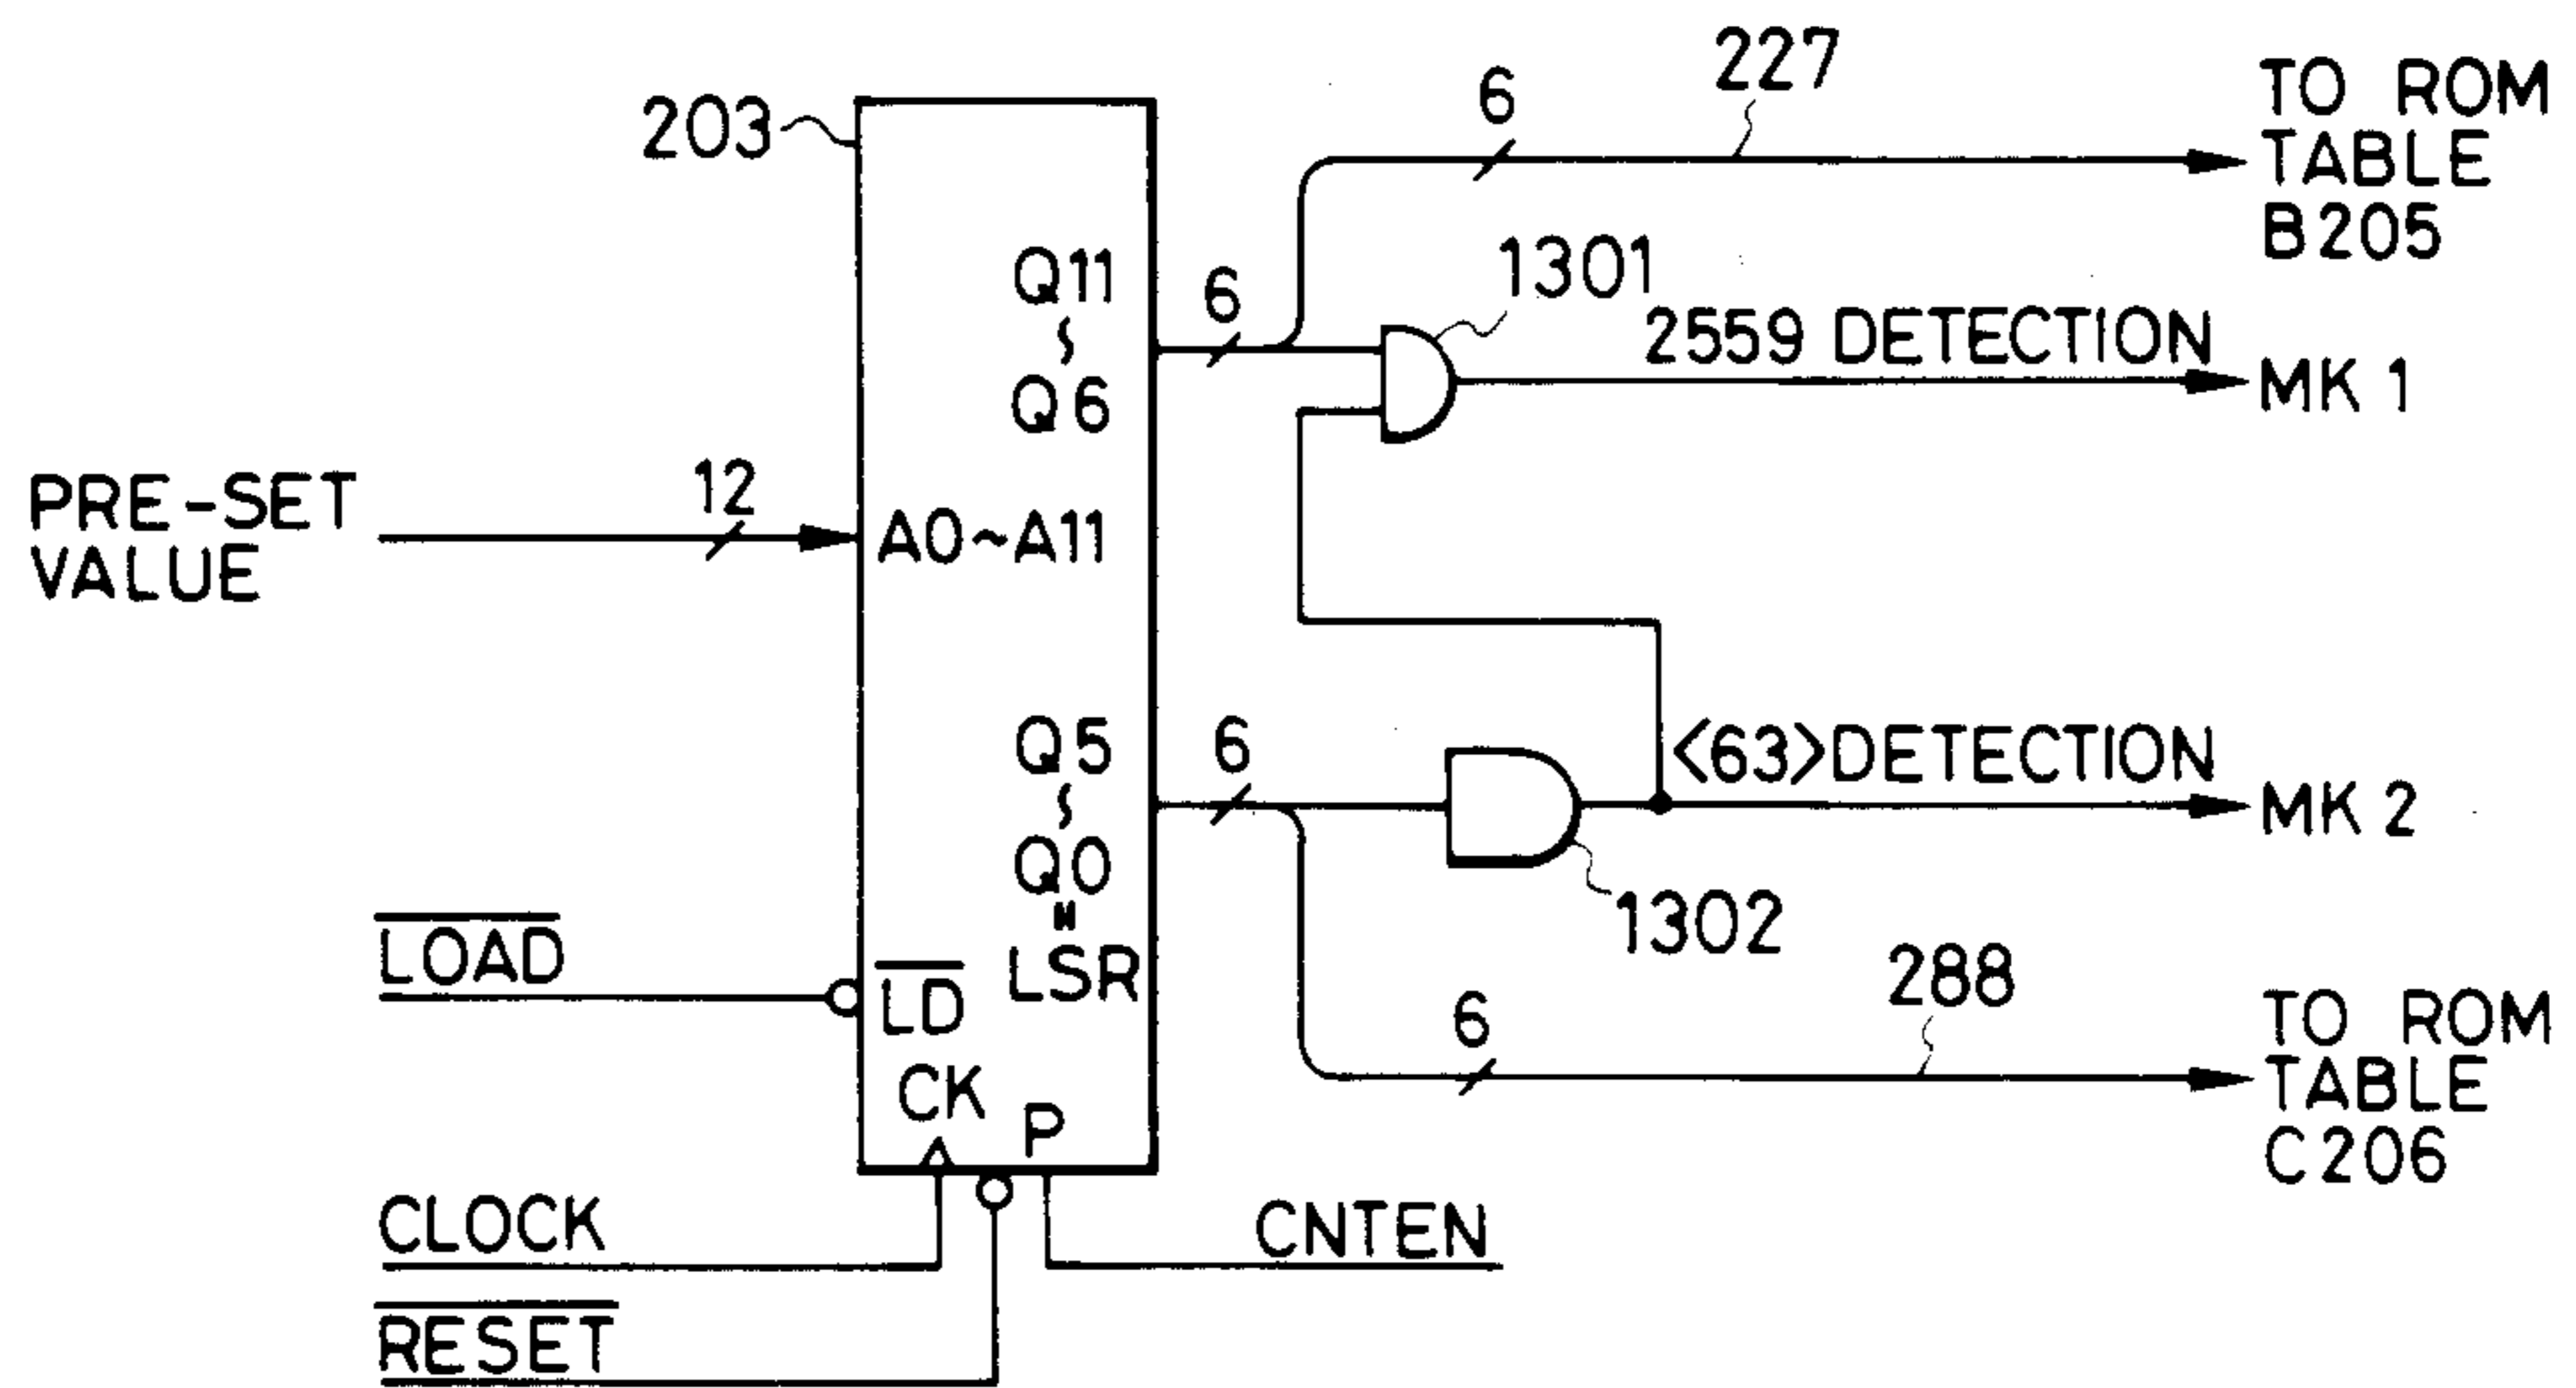 203
6
227
TO ROM
TABLE
B205
Q11
~
Q6
6
1301
2559 DETECTION
MK 1
PRE-SET
VALUE
12
A0~A11
Q5
~
Q0
=
LSR
6
<63>DETECTION
MK 2
1302
288
6
TO ROM
TABLE
C206
LOAD
LD
CK
P
CLOCK
CNTEN
RESET